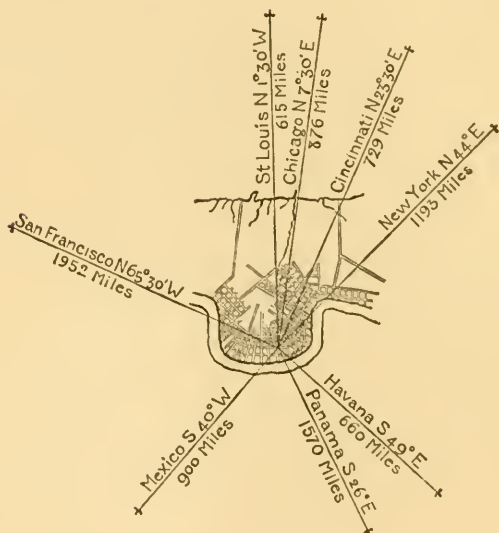 St Louis N 1° 30' W
615 Miles
Chicago N 7° 30' E
876 Miles
Cincinnati N 23° 30' E
729 Miles
New York N 44° E
1193 Miles
San Francisco N 65° 30' W
1952 Miles
Mexico S 40° W
900 Miles
Panama S 26° E
1570 Miles
Havana S 49° E
660 Miles